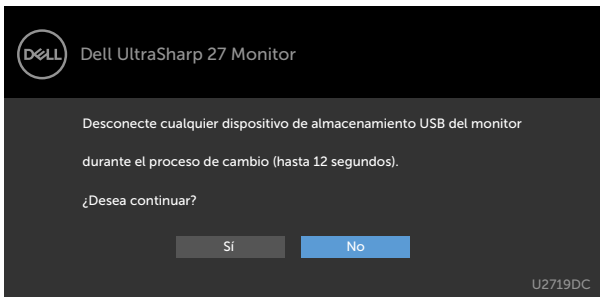 DELL
Dell UltraSharp 27 Monitor
Desconecte cualquier dispositivo de almacenamiento USB del monitor
durante el proceso de cambio (hasta 12 segundos).
¿Desea continuar?
Sí No
U2719DC